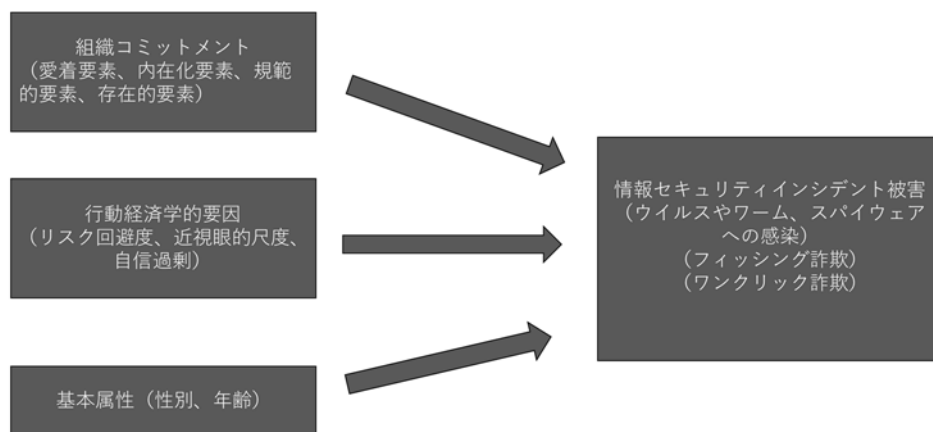 組織コミットメント
（愛着要素、内在化要素、規範
的要素、存在的要素）
行動経済学的要因
（リスク回避度、近視眼的尺度、
自信過剰）
基本属性（性別、年齢）
情報セキュリティインシデント被害
（ウイルスやワーム、スパイウェア
への感染）
（フィッシング詐欺）
（ワンクリック詐欺）